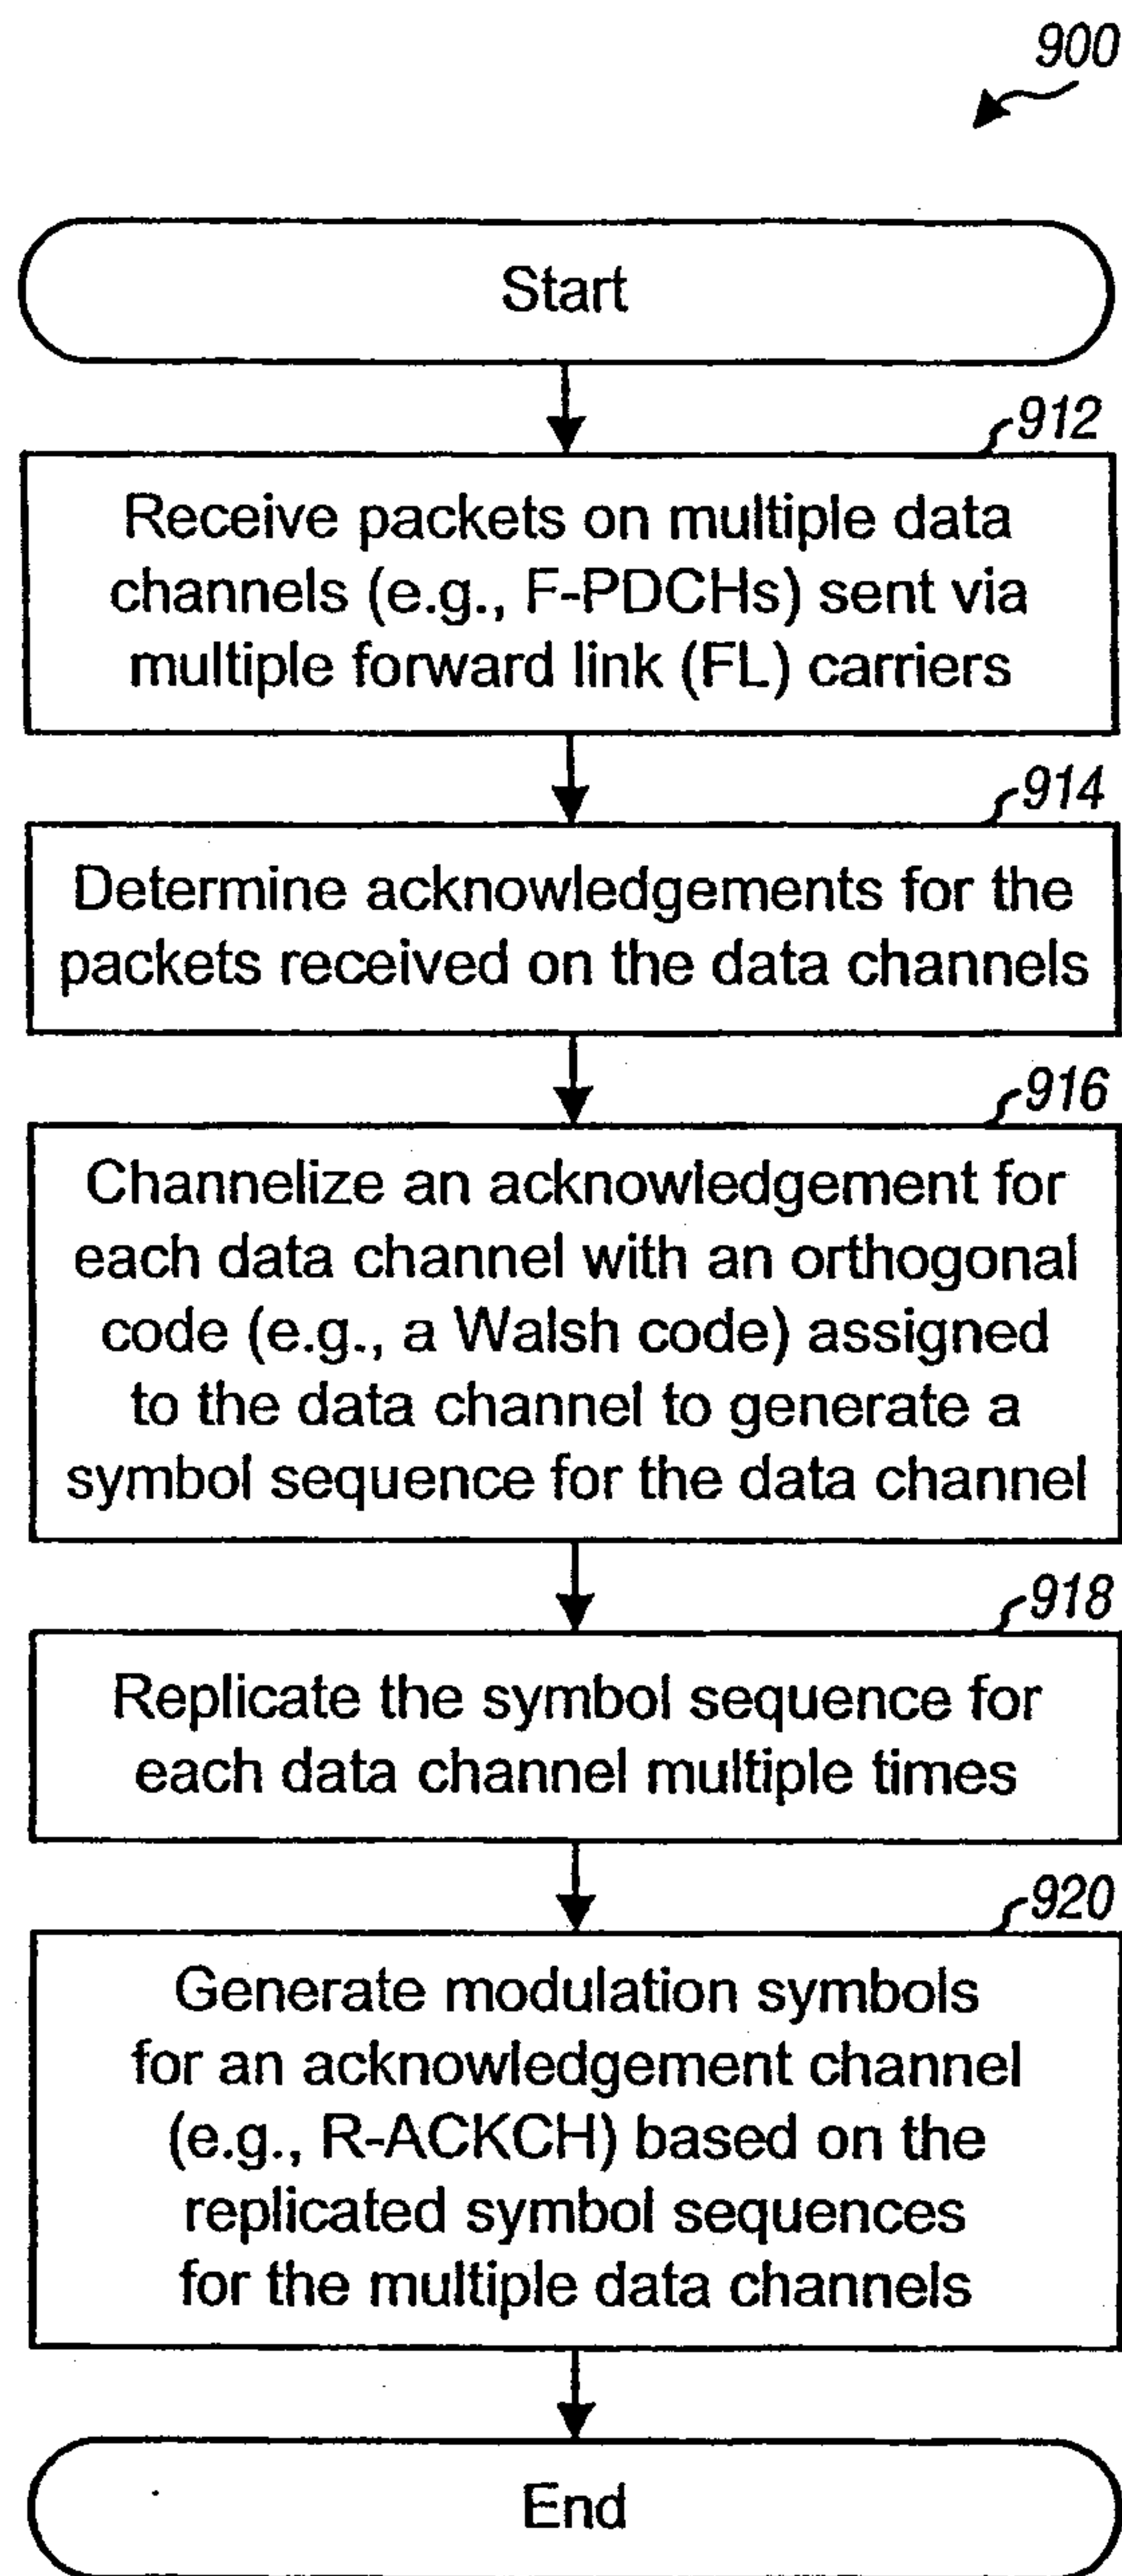 900
Start
912
Receive packets on multiple data
channels (e.g., F-PDCHs) sent via
multiple forward link (FL) carriers
914
Determine acknowledgements for the
packets received on the data channels
916
Channelize an acknowledgement for
each data channel with an orthogonal
code (e.g., a Walsh code) assigned
to the data channel to generate a
symbol sequence for the data channel
918
Replicate the symbol sequence for
each data channel multiple times
920
Generate modulation symbols
for an acknowledgement channel
(e.g., R-ACKCH) based on the
replicated symbol sequences
for the multiple data channels
End